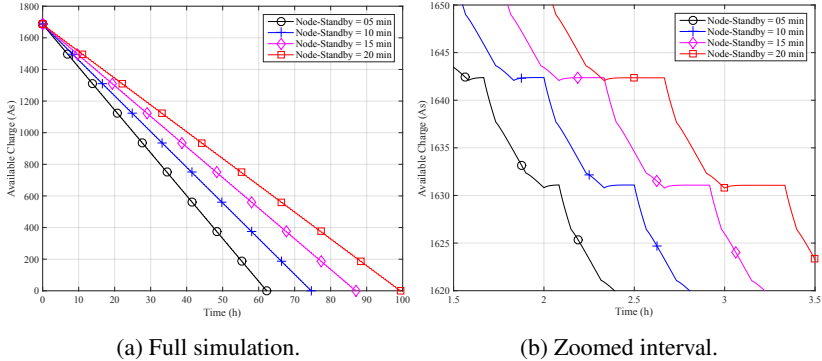 1800
1600
1400
1200
1000
800
600
400
200
0
Available Charge (As)
0 10 20 30 40 50 60 70 80 90 100
Time (h)
Node-Standby = 05 min
Node-Standby = 10 min
Node-Standby = 15 min
Node-Standby = 20 min
(a) Full simulation.
1650
1645
1640
1635
1630
1625
1620
Available Charge (As)
1.5 2 2.5 3 3.5
Time (h)
Node-Standby = 05 min
Node-Standby = 10 min
Node-Standby = 15 min
Node-Standby = 20 min
(b) Zoomed interval.